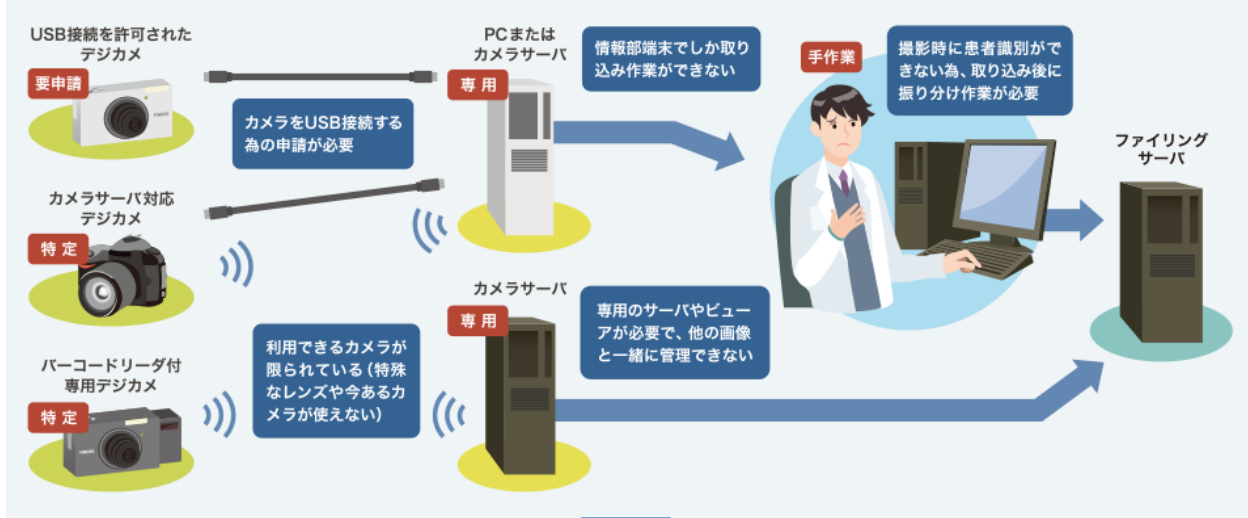 USB接続を許可された
デジカメ
要申請
カメラをUSB接続する
為の申請が必要
PCまたは
カメラサーバ
専用
情報部端末でしか取り
込み作業ができない
手作業
撮影時に患者識別がで
きない為、取り込み後に
振り分け作業が必要
ファイリング
サーバ
カメラサーバ対応
デジカメ
特定
カメラサーバ
専用
専用のサーバやビュー
アが必要で、他の画像
と一緒に管理できない
バーコードリーダ付
専用デジカメ
特定
利用できるカメラが
限られている（特殊
なレンズや今あるカ
メラが使えない）